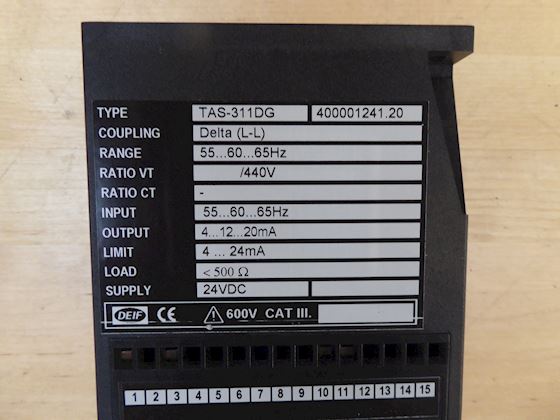 TYPE TAS-311DG 400001241.20
COUPLING Delta (L-L)
RANGE 55...60...65Hz
RATIO VT /440V
RATIO CT -
INPUT 55...60...65Hz
OUTPUT 4...12...20mA
LIMIT 4 ... 24mA
LOAD < 500 Ω
SUPPLY 24VDC
DEIF CE ⚠ 600V CAT III.
1 2 3 4 5 6 7 8 9 10 11 12 13 14 15